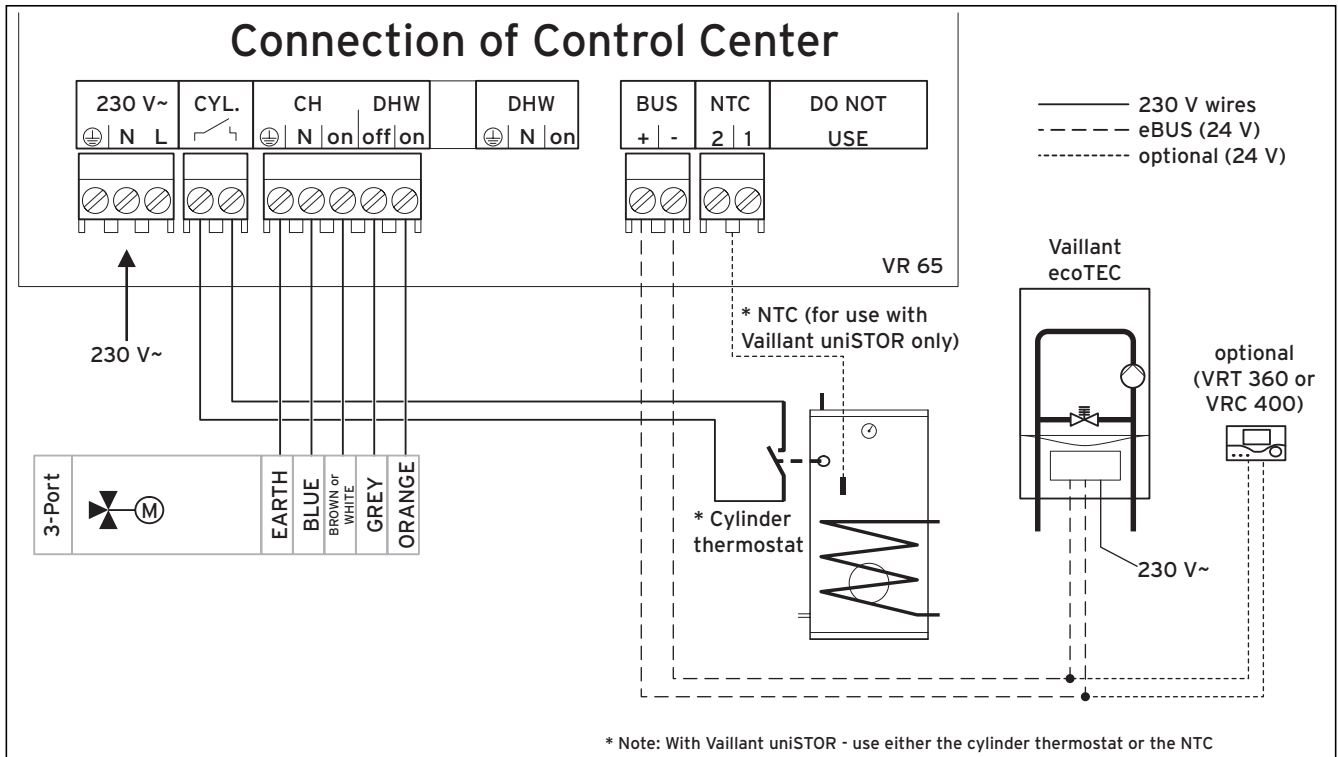 Connection of Control Center
230 V~ CYL. CH DHW DHW BUS NTC DO NOT
N L N on off on N on + - 2 1 USE
230 V wires
eBUS (24 V)
optional (24 V)
VR 65
230 V~
* NTC (for use with
Vaillant uniSTOR only)
Vaillant
ecoTEC
optional
(VRT 360 or
VRC 400)
3-Port
M
EARTH
BLUE
BROWN or
WHITE
GREY
ORANGE
* Cylinder
thermostat
230 V~
* Note: With Vaillant uniSTOR - use either the cylinder thermostat or the NTC